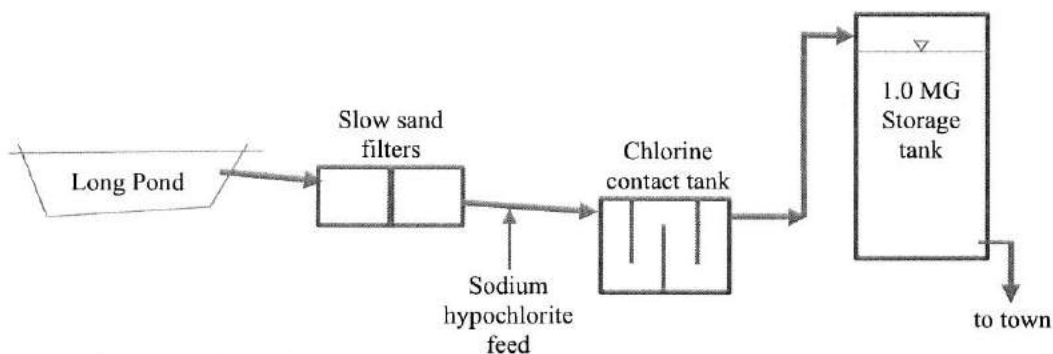 Long Pond
Slow sand
filters
Sodium
hypochlorite
feed
Chlorine
contact tank
1.0 MG
Storage
tank
to town